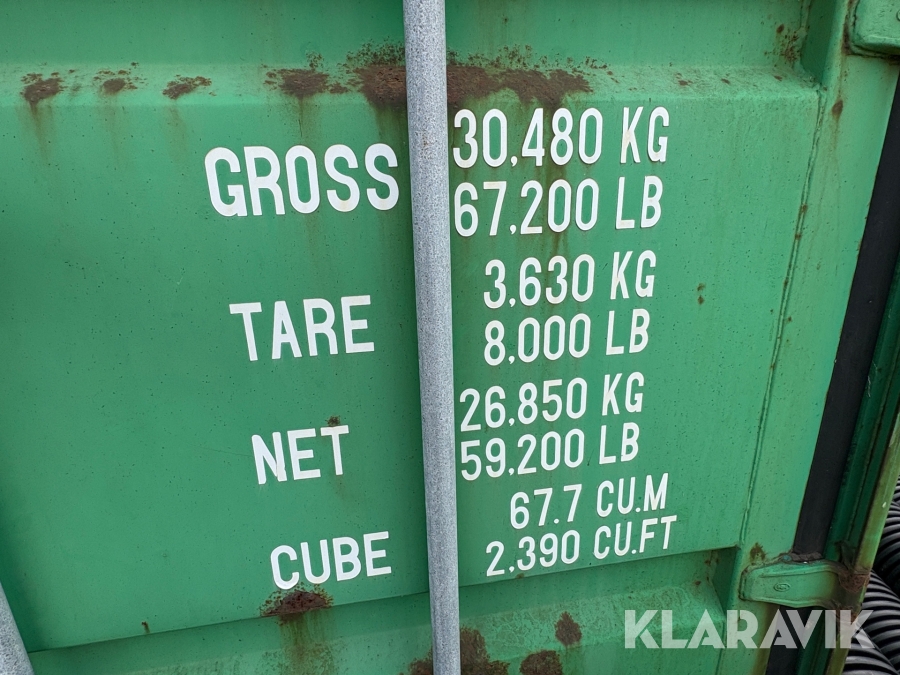 GROSS 30,480 KG
67,200 LB
TARE 3,630 KG
8,000 LB
NET 26,850 KG
59,200 LB
CUBE 67.7 CU.M
2,390 CU.FT
KLARAVIK